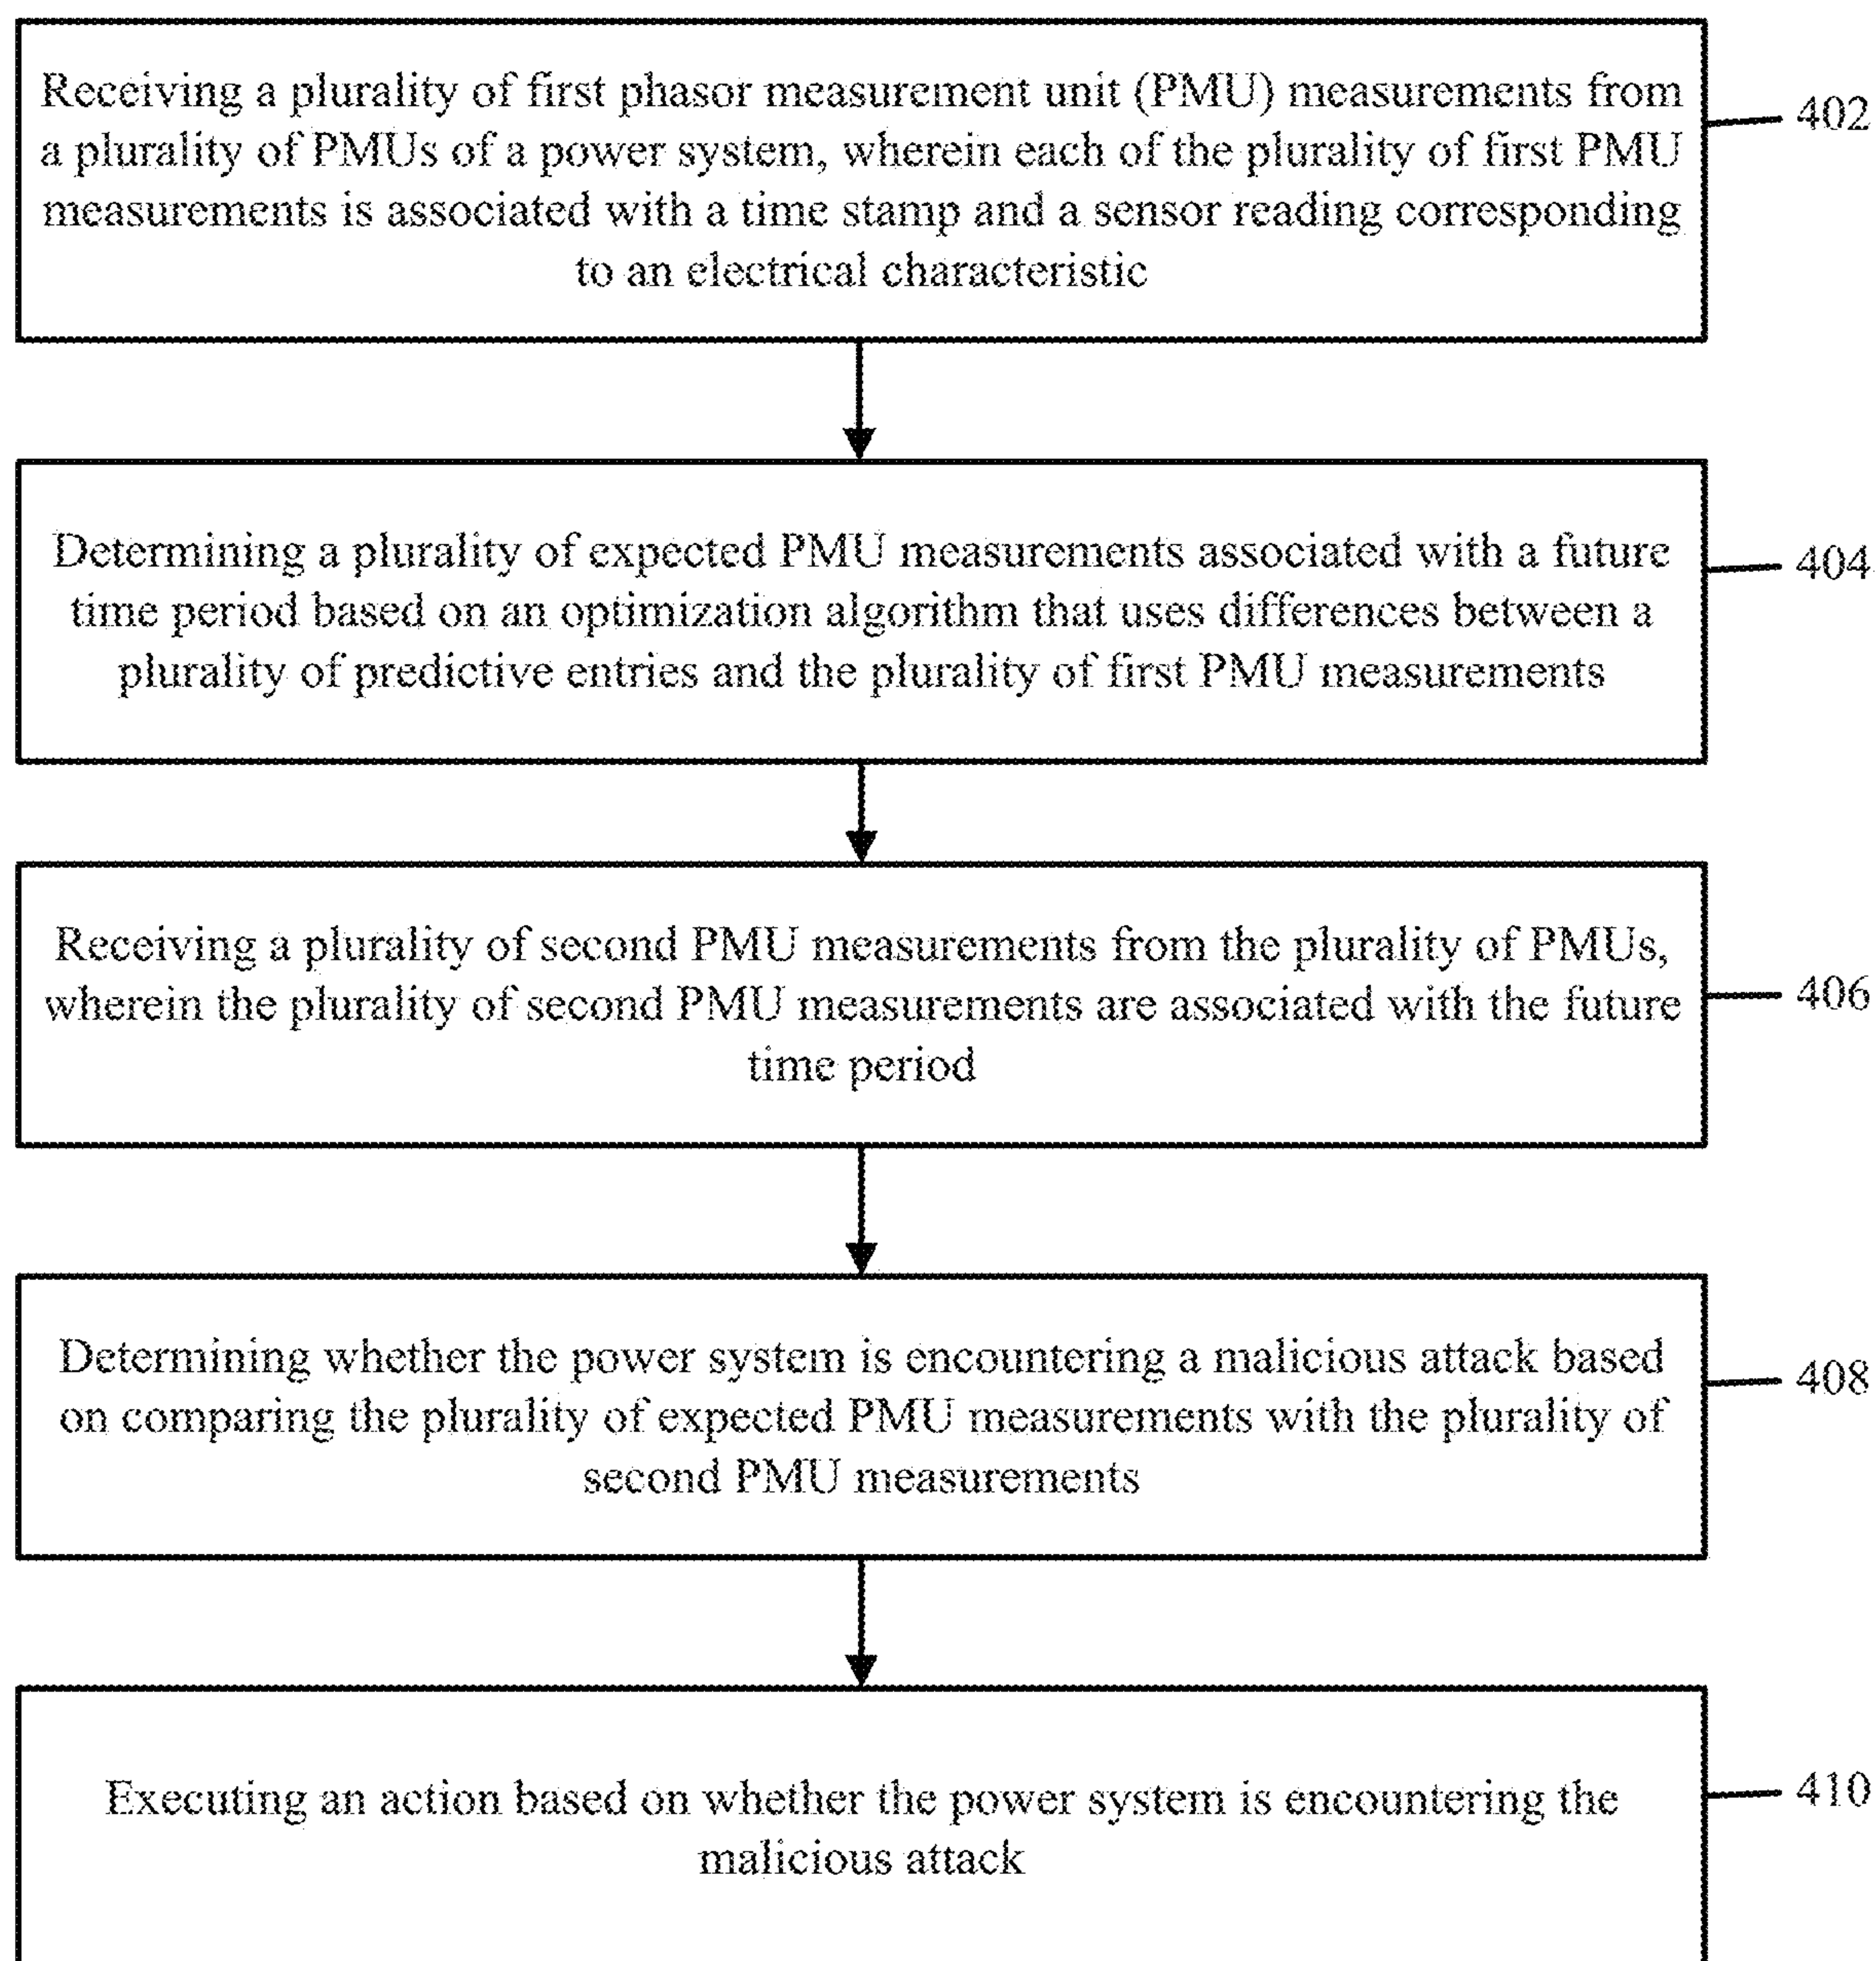 Receiving a plurality of first phasor measurement unit (PMU) measurements from
a plurality of PMUs of a power system, wherein each of the plurality of first PMU
measurements is associated with a time stamp and a sensor reading corresponding
to an electrical characteristic
402
Determining a plurality of expected PMU measurements associated with a future
time period based on an optimization algorithm that uses differences between a
plurality of predictive entries and the plurality of first PMU measurements
404
Receiving a plurality of second PMU measurements from the plurality of PMUs,
wherein the plurality of second PMU measurements are associated with the future
time period
406
Determining whether the power system is encountering a malicious attack based
on comparing the plurality of expected PMU measurements with the plurality of
second PMU measurements
408
Executing an action based on whether the power system is encountering the
malicious attack
410